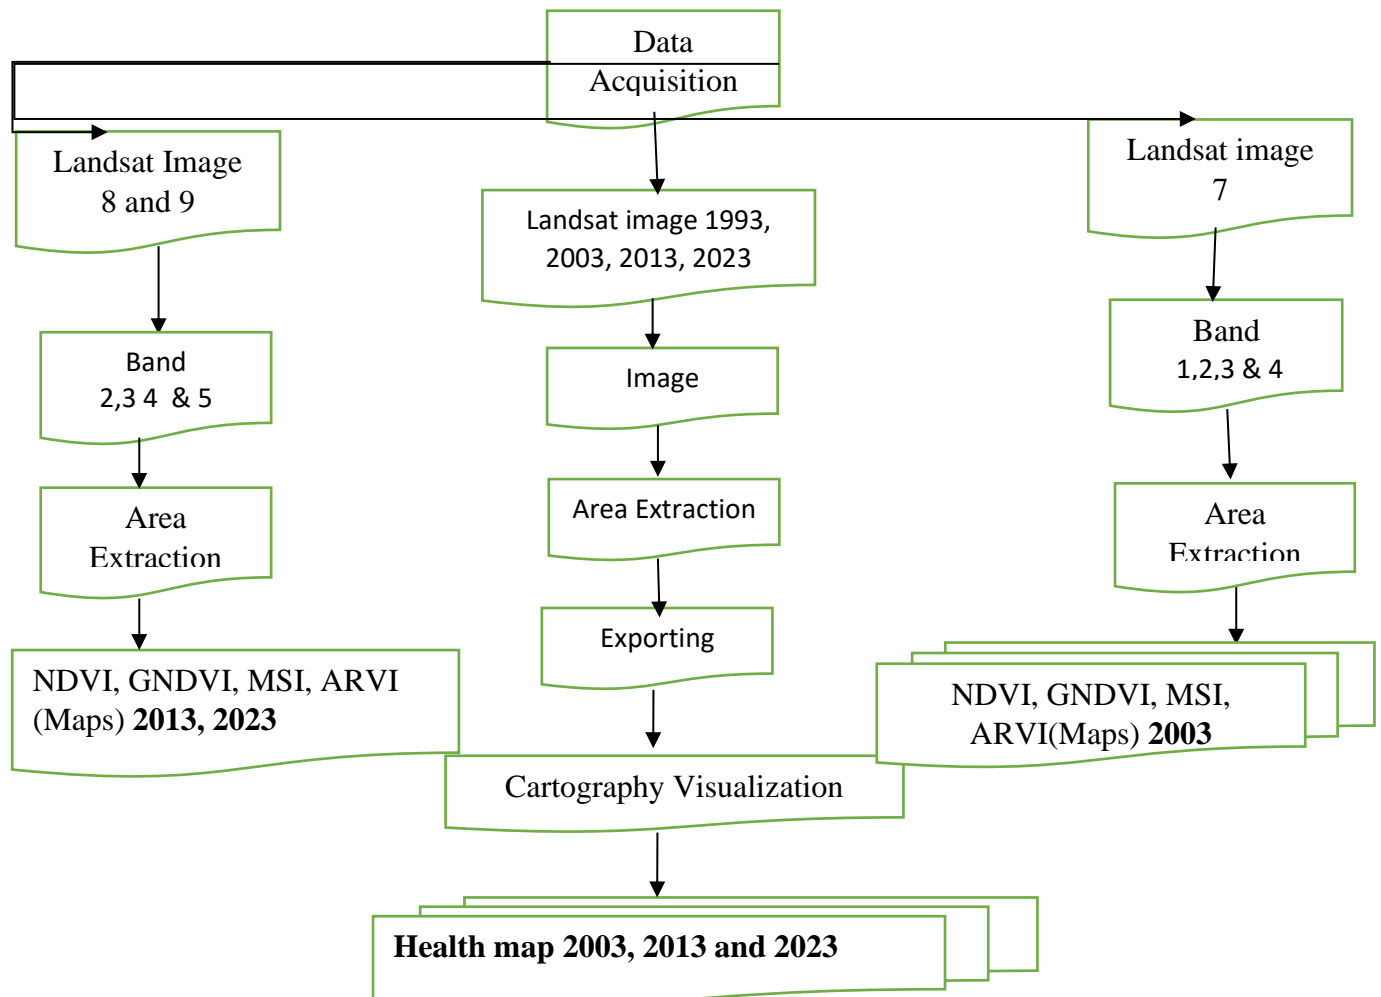 Data
Acquisition
Landsat Image
8 and 9
Landsat image 1993,
2003, 2013, 2023
Landsat image
7
Band
2,3 4  & 5
Image
Band
1,2,3 & 4
Area
Extraction
Area Extraction
Area
Extraction
Exporting
NDVI, GNDVI, MSI, ARVI
(Maps) 2013, 2023
NDVI, GNDVI, MSI,
ARVI(Maps) 2003
Cartography Visualization
Health map 2003, 2013 and 2023